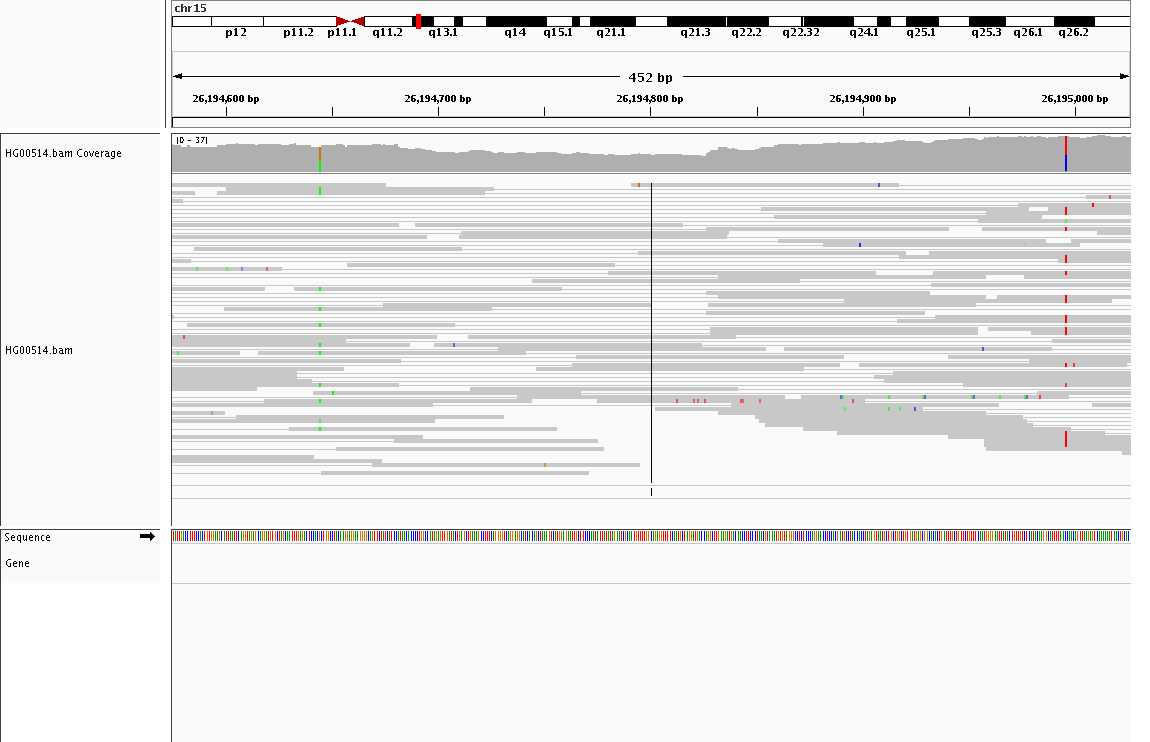 chr15
p12 p11.2 p11.1 q11.2 q13.1 q14 q15.1 q21.1 q21.3 q22.2 q22.32 q24.1 q25.1 q25.3 q26.1 q26.2
452 bp
26,194,600 bp 26,194,700 bp 26,194,800 bp 26,194,900 bp 26,195,000 bp
HG00514.bam Coverage
[0 - 37]
HG00514.bam
Sequence
Gene